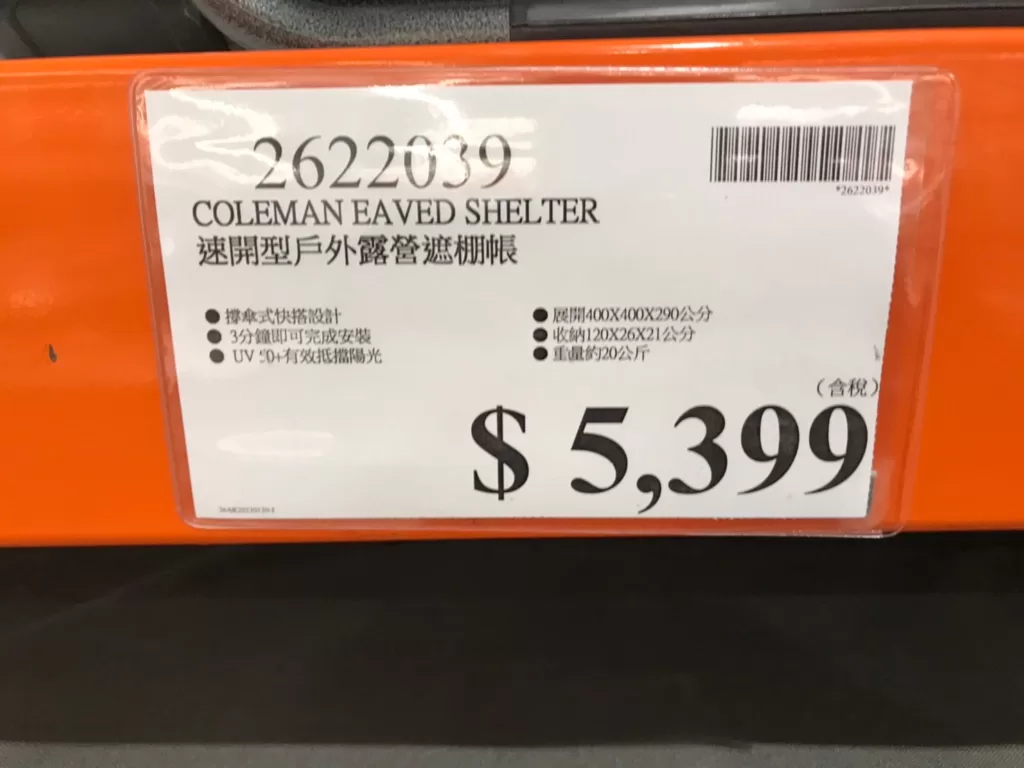 2622039
*2622039*
COLEMAN EAVED SHELTER
速開型戶外露營遮棚帳
● 撐傘式快搭設計
● 3分鐘即可完成安裝
● UV 50+有效抵擋陽光
● 展開400X400X290公分
● 收納120X26X21公分
● 重量約20公斤
(含稅)
$ 5,399